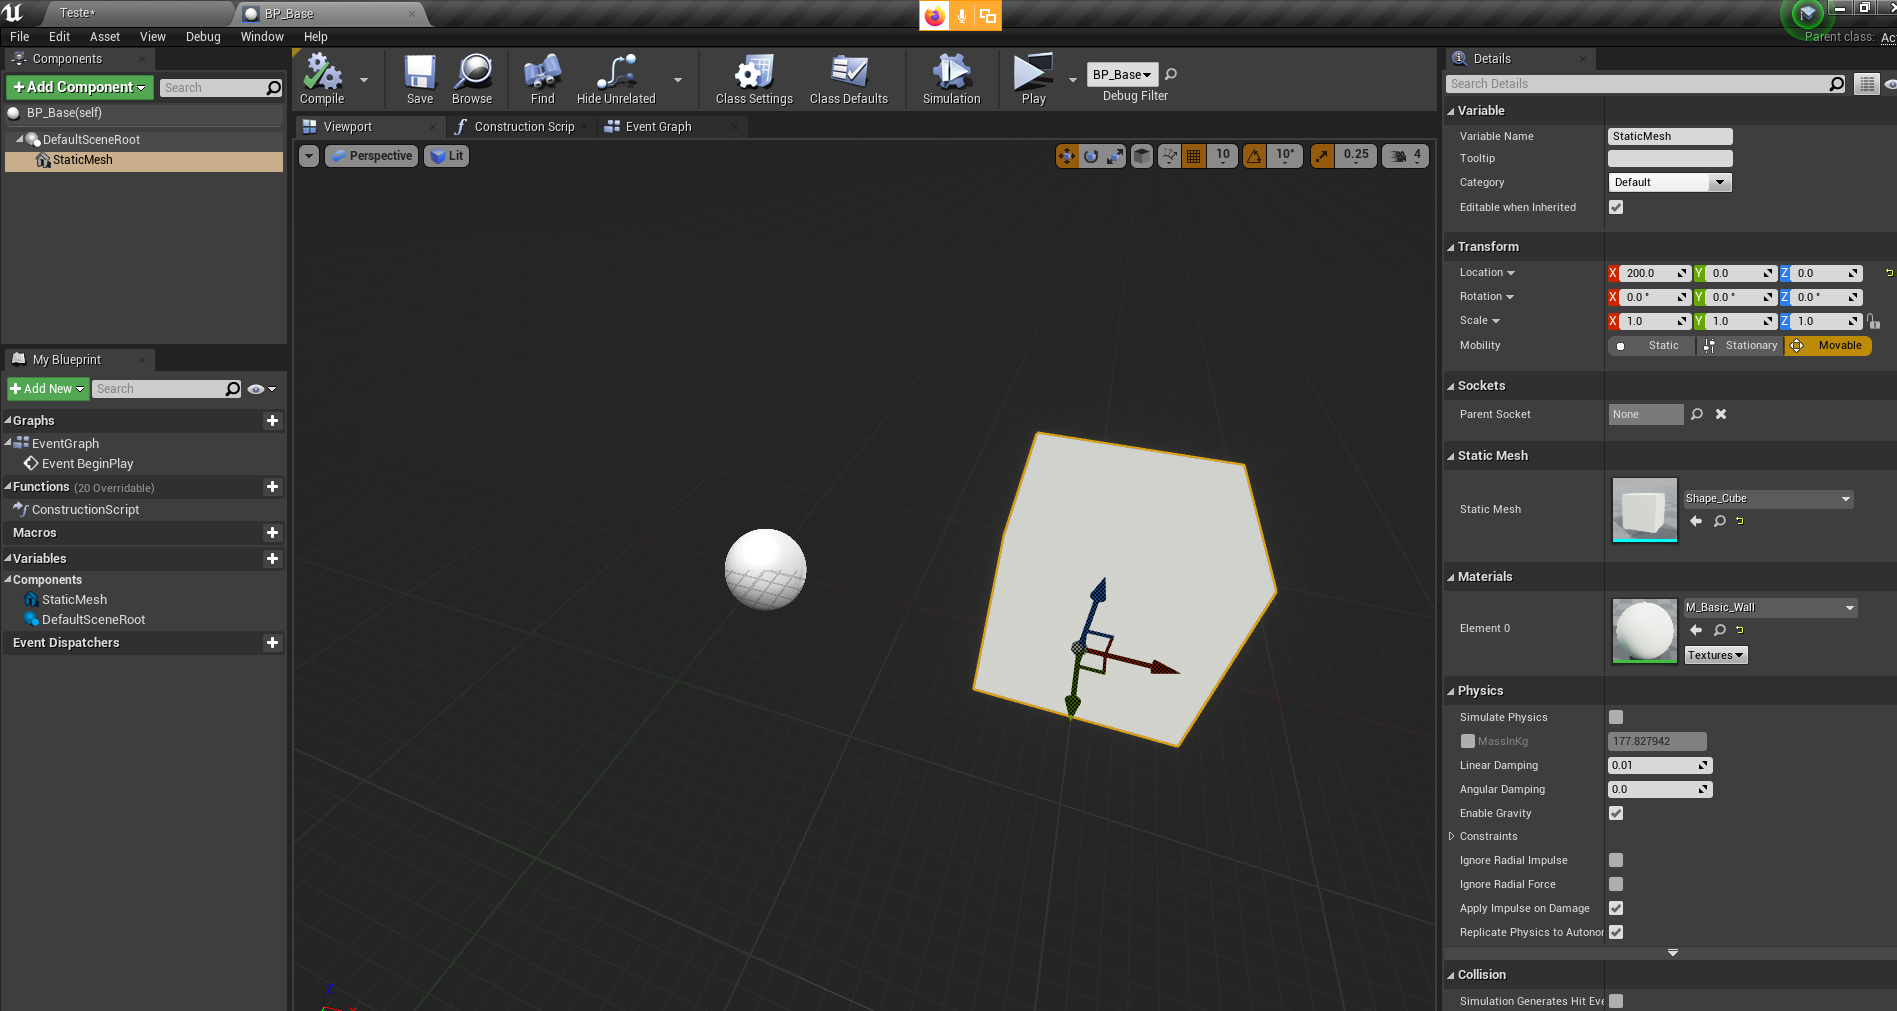 Teste*
BP_Base
File Edit Asset View Debug Window Help
Parent class:
Components
+Add Component
Search
BP_Base(self)
DefaultSceneRoot
StaticMesh
My Blueprint
+Add New
Search
Graphs
EventGraph
Event BeginPlay
Functions (20 Overridable)
ConstructionScript
Macros
Variables
Components
StaticMesh
DefaultSceneRoot
Event Dispatchers
Compile
Save
Browse
Find
Hide Unrelated
Class Settings
Class Defaults
Simulation
Play
BP_Base
Debug Filter
Viewport
Construction Scrip
Event Graph
Perspective
Lit
10
10°
0.25
4
Z
Details
Search Details
Variable
Variable Name StaticMesh
Tooltip
Category Default
Editable when Inherited
Transform
Location X 200.0 Y 0.0 Z 0.0
Rotation X 0.0 ° Y 0.0 ° Z 0.0 °
Scale X 1.0 Y 1.0 Z 1.0
Mobility Static Stationary Movable
Sockets
Parent Socket None
Static Mesh
Static Mesh Shape_Cube
Materials
Element 0 M_Basic_Wall
Textures
Physics
Simulate Physics
MassInKg 177.827942
Linear Damping 0.01
Angular Damping 0.0
Enable Gravity
Constraints
Ignore Radial Impulse
Ignore Radial Force
Apply Impulse on Damage
Replicate Physics to Autonor
Collision
Simulation Generates Hit Eve